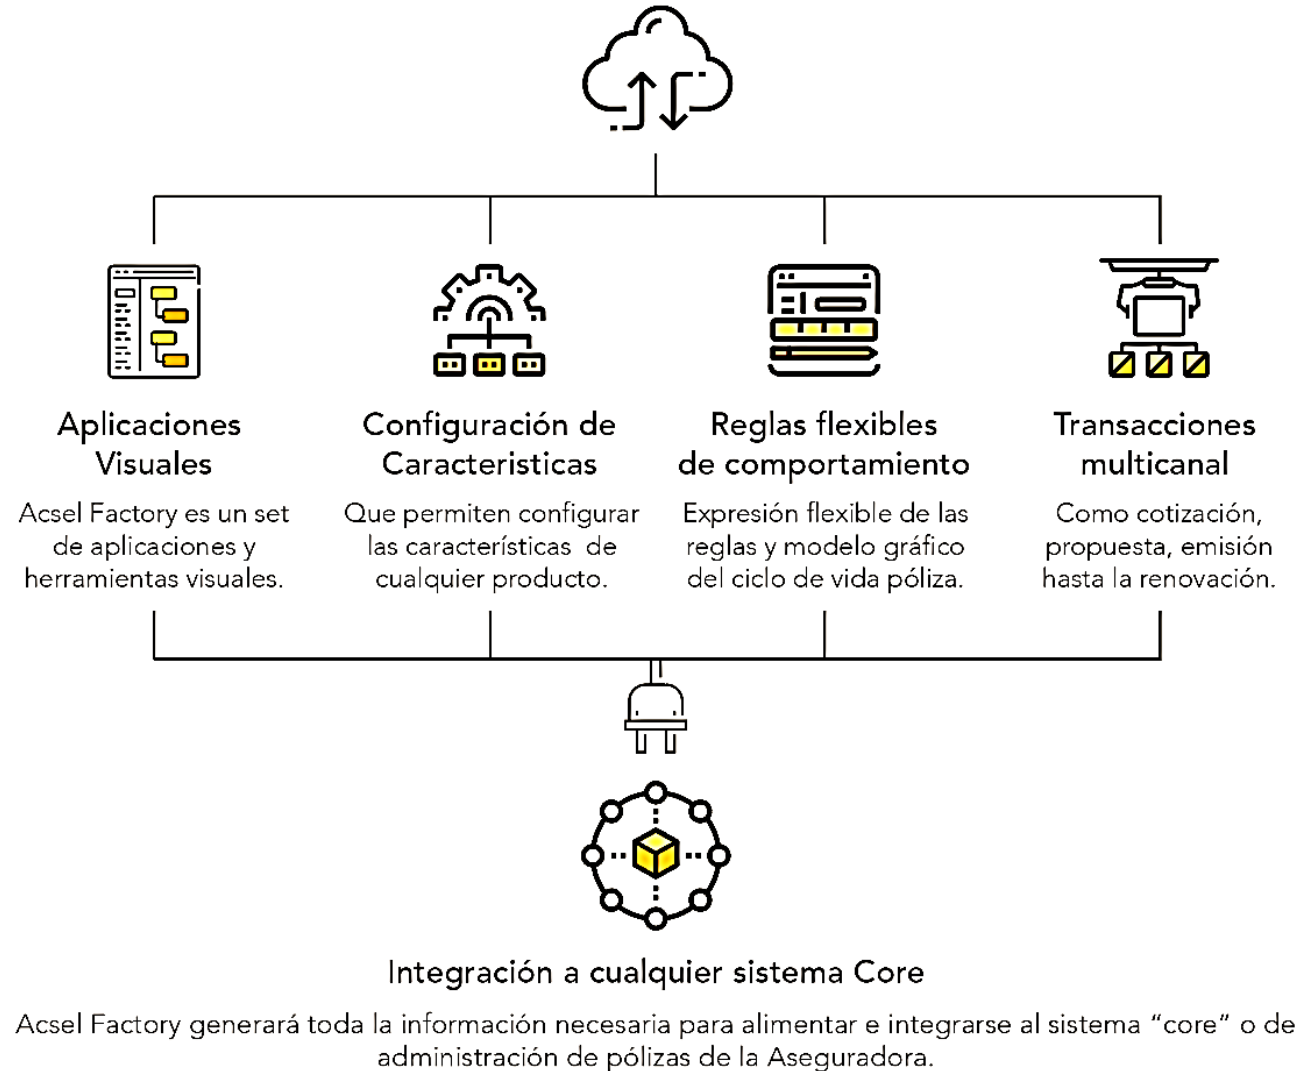 Aplicaciones
Visuales
Acsel Factory es un set
de aplicaciones y
herramientas visuales.
Configuración de
Caracteristicas
Que permiten configurar
las características de
cualquier producto.
Reglas flexibles
de comportamiento
Expresión flexible de las
reglas y modelo gráfico
del ciclo de vida póliza.
Transacciones
multicanal
Como cotización,
propuesta, emisión
hasta la renovación.
Integración a cualquier sistema Core
Acsel Factory generará toda la información necesaria para alimentar e integrarse al sistema “core” o de
administración de pólizas de la Aseguradora.